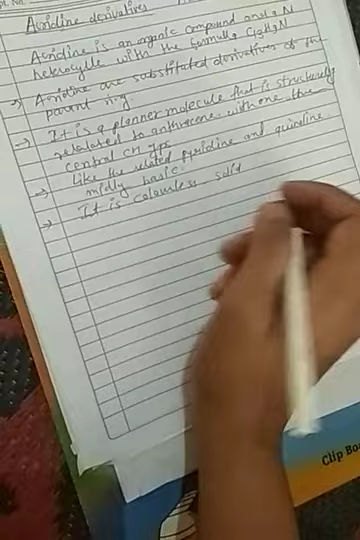 Acridine derivatives
Acridine is an organic compound and a N
heterocycle with the formula C13H9N
→ Acridine are substituted derivatives of the
parent ring
→ It is a planner molecule that is structurally
related to anthracene with one the
central CH
→ Like the related pyridine and quinoline
mildly basic.
→ It is colourless solid
Clip Boa